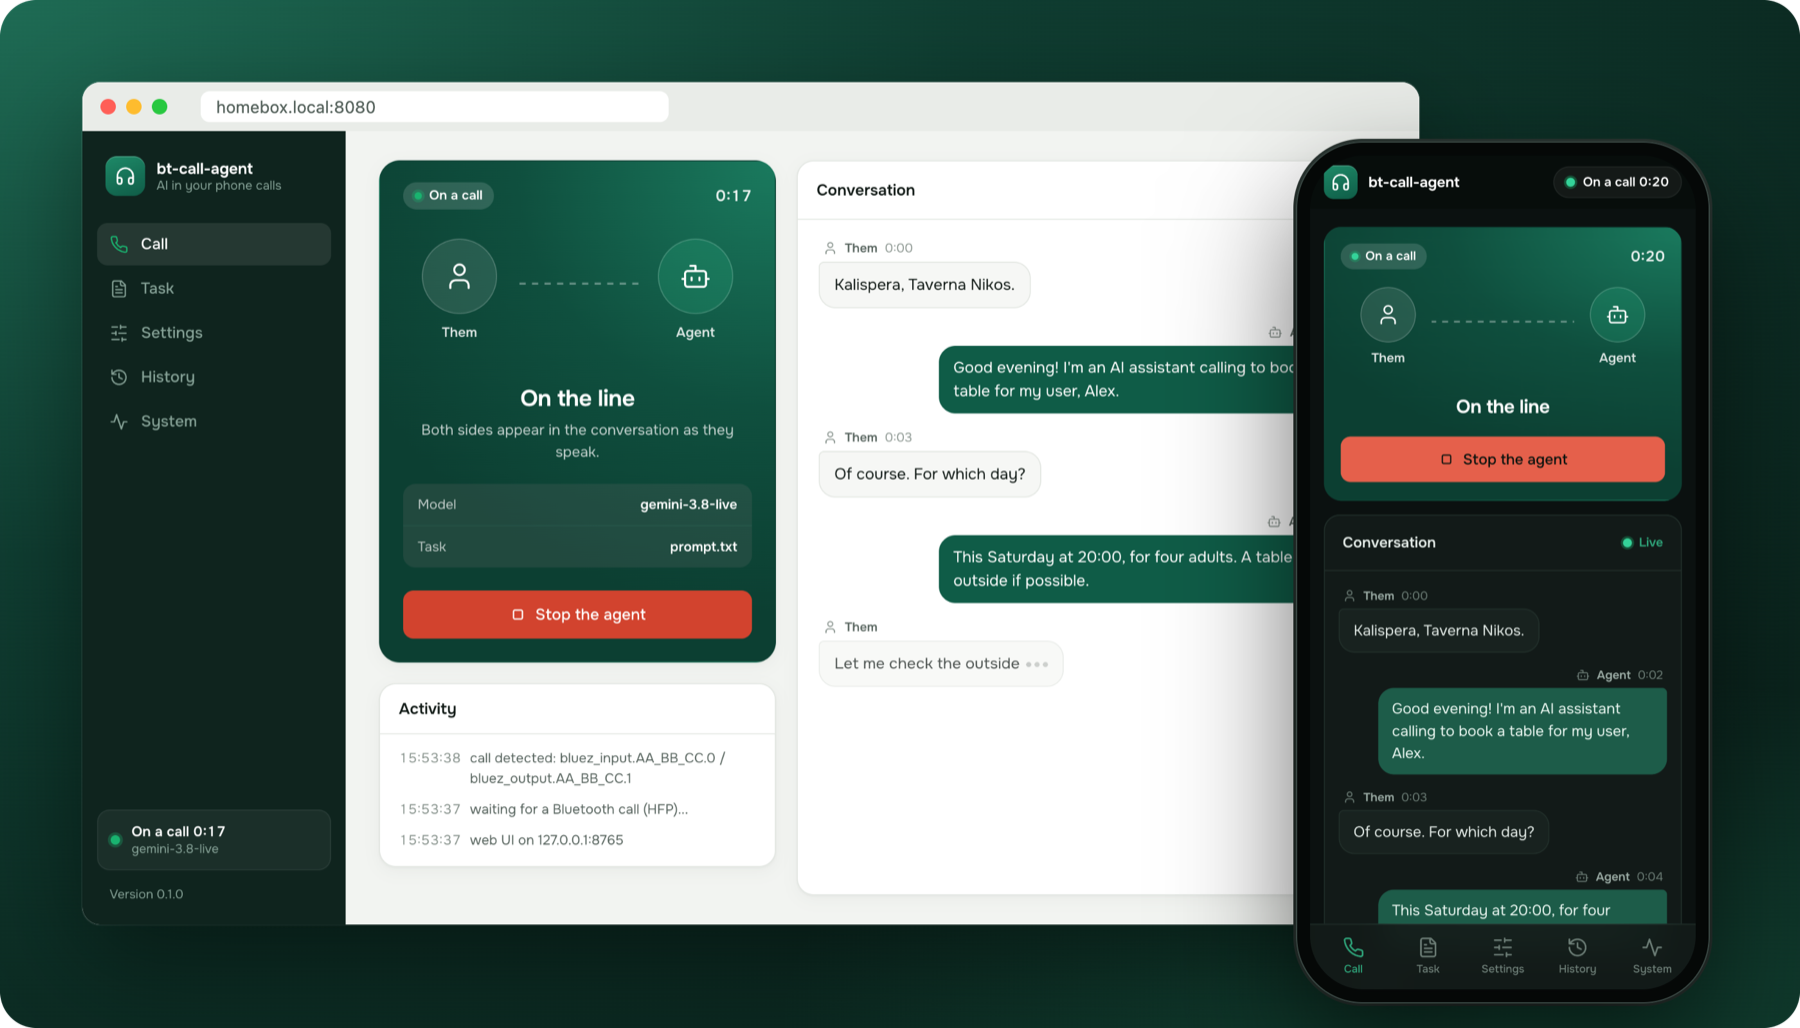 homebox.local:8080
bt-call-agent
AI in your phone calls
Call
Task
Settings
History
System
On a call 0:17
gemini-3.8-live
Version 0.1.0
On a call
0:17
Them
Agent
On the line
Both sides appear in the conversation as they
speak.
Model gemini-3.8-live
Task prompt.txt
Stop the agent
Activity
15:53:38 call detected: bluez_input.AA_BB_CC.0 /
bluez_output.AA_BB_CC.1
15:53:37 waiting for a Bluetooth call (HFP)...
15:53:37 web UI on 127.0.0.1:8765
Conversation
Them 0:00
Kalispera, Taverna Nikos.
Good evening! I'm an AI assistant calling to
table for my user, Alex.
Them 0:03
Of course. For which day?
This Saturday at 20:00, for four adults. A table
outside if possible.
Them
Let me check the outside
bt-call-agent
On a call 0:20
On a call
0:20
Them
Agent
On the line
Stop the agent
Conversation
Live
Them 0:00
Kalispera, Taverna Nikos.
Agent 0:02
Good evening! I'm an AI assistant
calling to book a table for my user,
Alex.
Them 0:03
Of course. For which day?
Agent 0:04
This Saturday at 20:00, for four
Call
Task
Settings
History
System